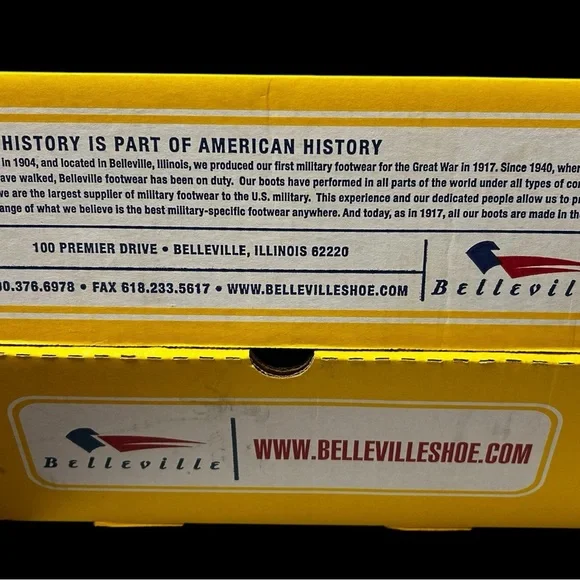 HISTORY IS PART OF AMERICAN HISTORY
in 1904, and located in Belleville, Illinois, we produced our first military footwear for the Great War in 1917. Since 1940, wher
ave walked, Belleville footwear has been on duty. Our boots have performed in all parts of the world under all types of co
we are the largest supplier of military footwear to the U.S. military. This experience and our dedicated people allow us to p
ange of what we believe is the best military-specific footwear anywhere. And today, as in 1917, all our boots are made in the
100 PREMIER DRIVE • BELLEVILLE, ILLINOIS 62220
0.376.6978 • FAX 618.233.5617 • WWW.BELLEVILLESHOE.COM
Belleville
Belleville
WWW.BELLEVILLESHOE.COM